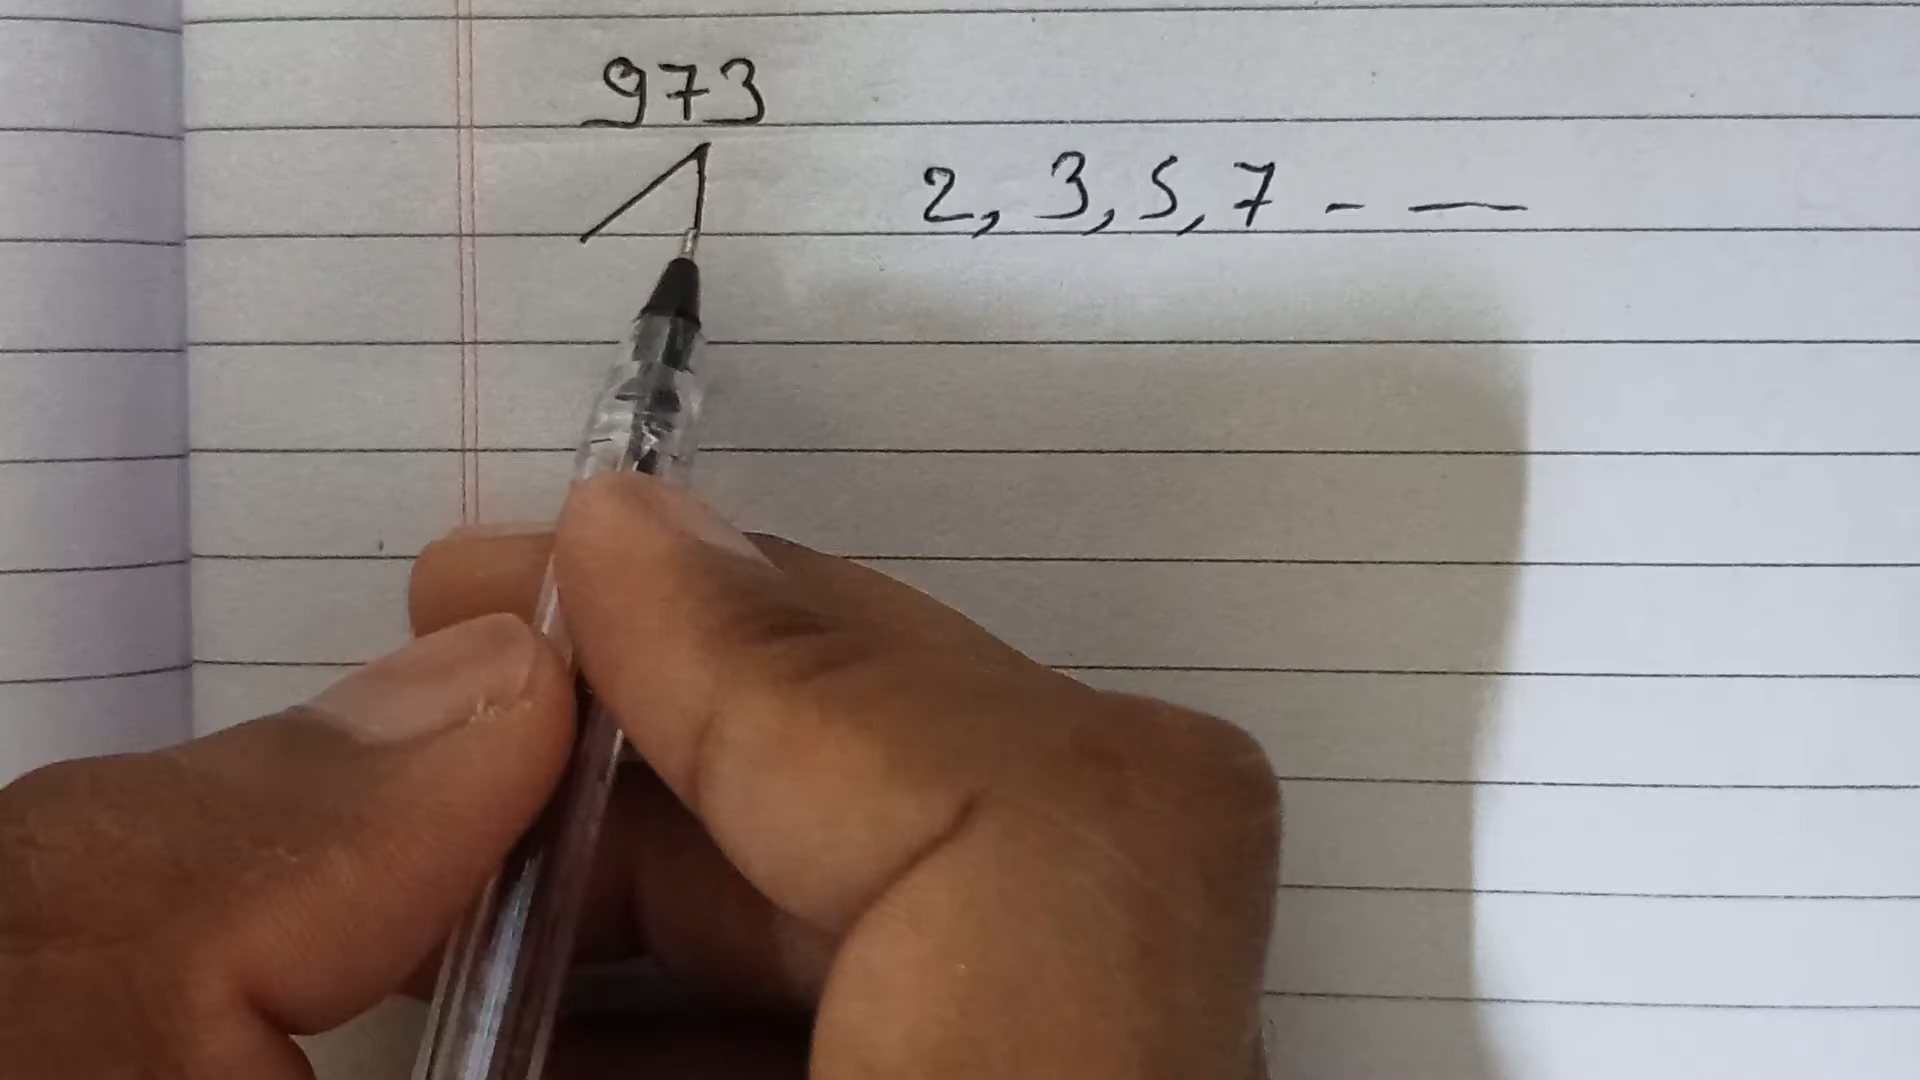 973
2, 3, 5, 7 - —